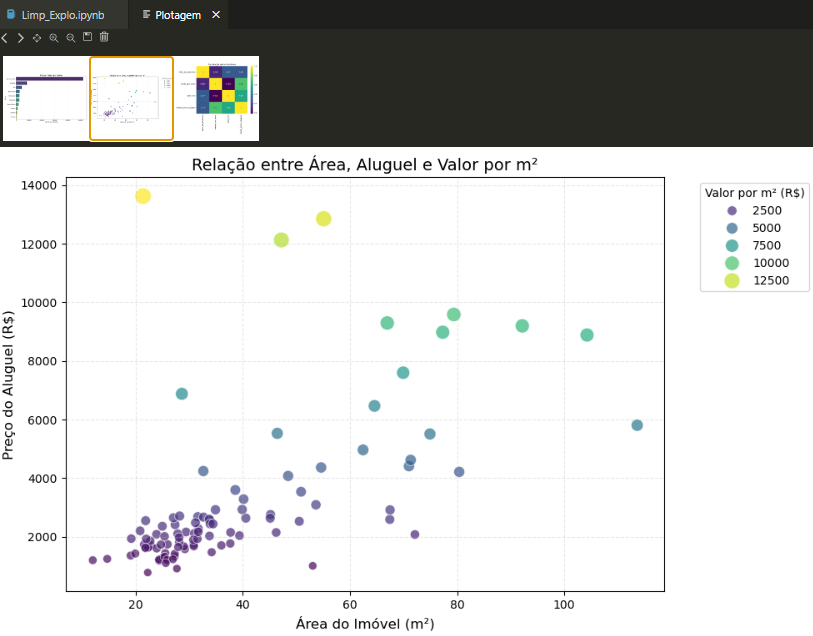 Limp_Explo.ipynb
Plotagem
Relação entre Área, Aluguel e Valor por m²
14000
12000
10000
8000
6000
4000
2000
Preço do Aluguel (R$)
20
40
60
80
100
Área do Imóvel (m²)
Valor por m² (R$)
2500
5000
7500
10000
12500